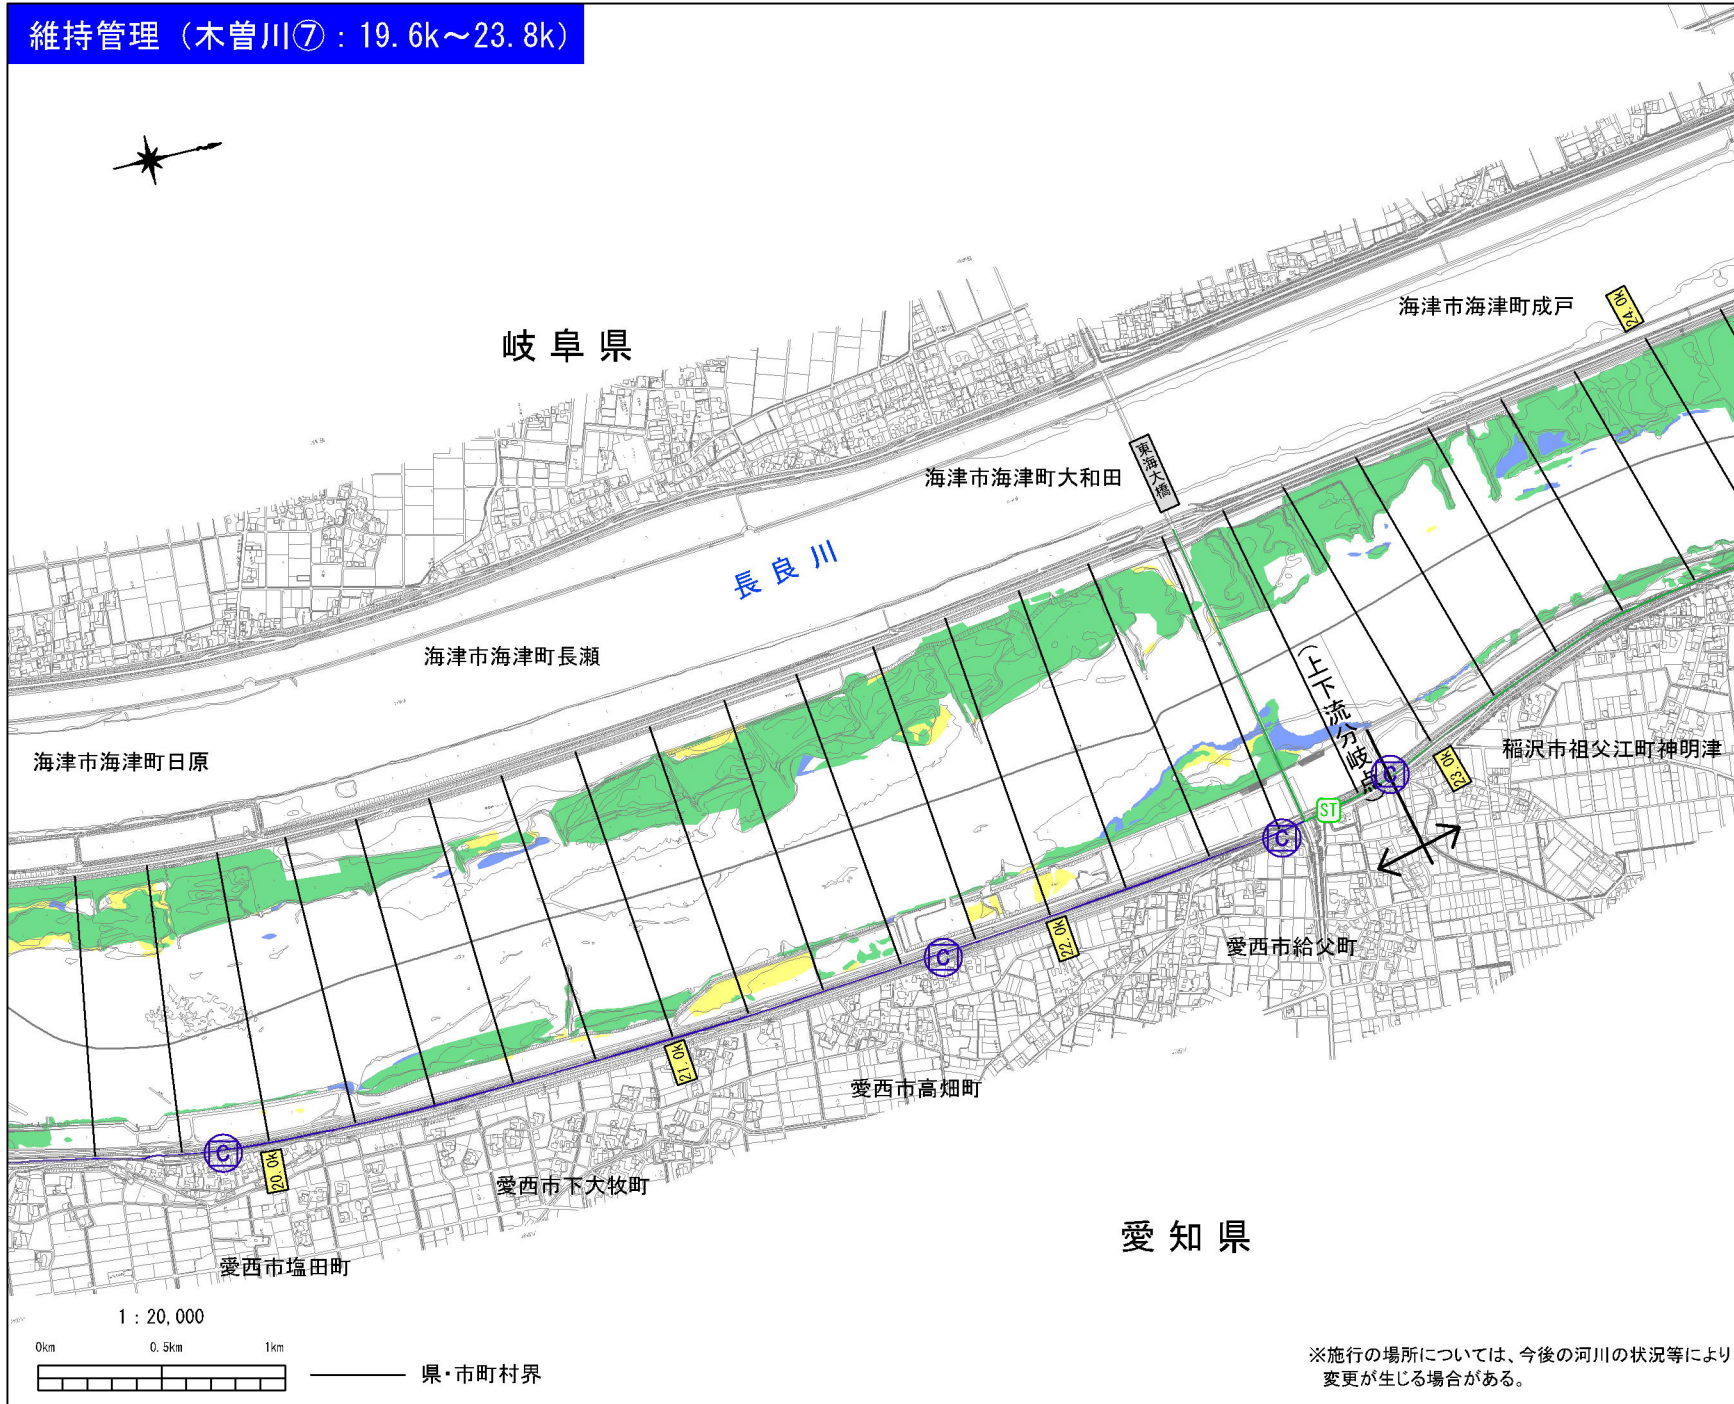 維持管理（木曽川⑦：19.6k～23.8k）
岐阜県
海津市海津町成戸
24.0k
東海大橋
海津市海津町大和田
長良川
海津市海津町長瀬
（上下流分岐点）
海津市海津町日原
稲沢市祖父江町神明津
23.0k
C
ST
C
22.0k
愛西市給父町
C
21.0k
愛西市高畑町
C
20.0k
愛西市下大牧町
愛知県
愛西市塩田町
1：20,000
0km 0.5km 1km
県・市町村界
※施行の場所については、今後の河川の状況等により
変更が生じる場合がある。